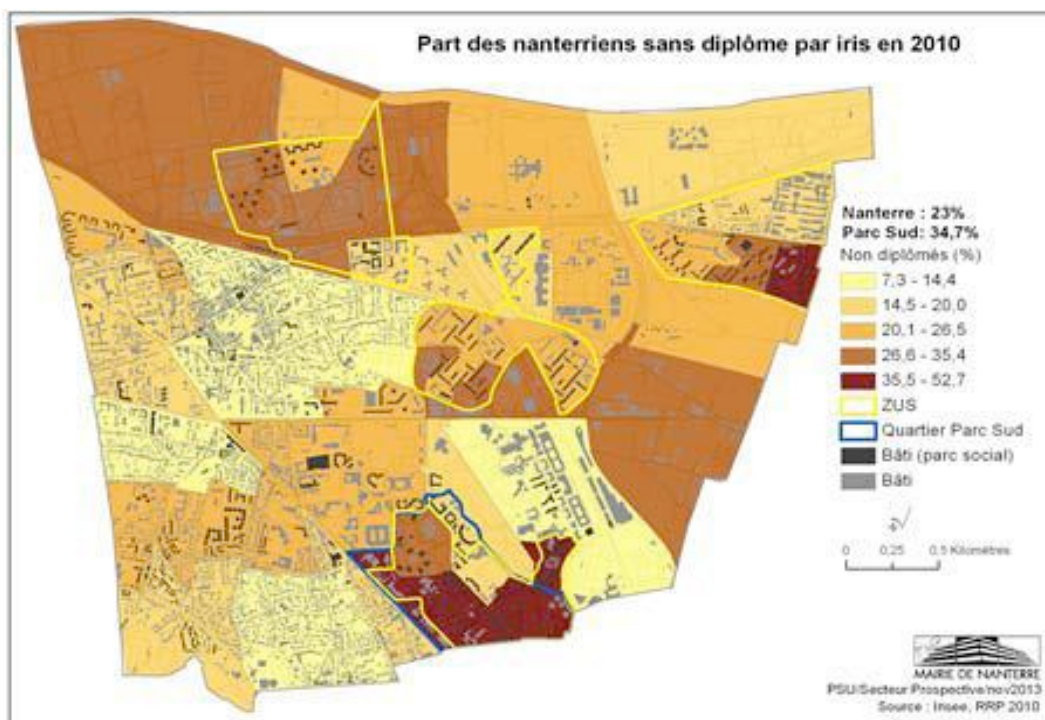 Part des nanterriens sans diplôme par iris en 2010
Nanterre : 23%
Parc Sud: 34,7%
Non diplômés (%)
7,3 - 14,4
14,5 - 20,0
20,1 - 26,5
26,6 - 35,4
35,5 - 52,7
ZUS
Quartier Parc Sud
Bâti (parc social)
Bâti
0 0,25 0,5 Kilomètres
MAIRIE DE NANTERRE
PSU/Secteur Prospective/nov2013
Source : Insee, RRP 2010